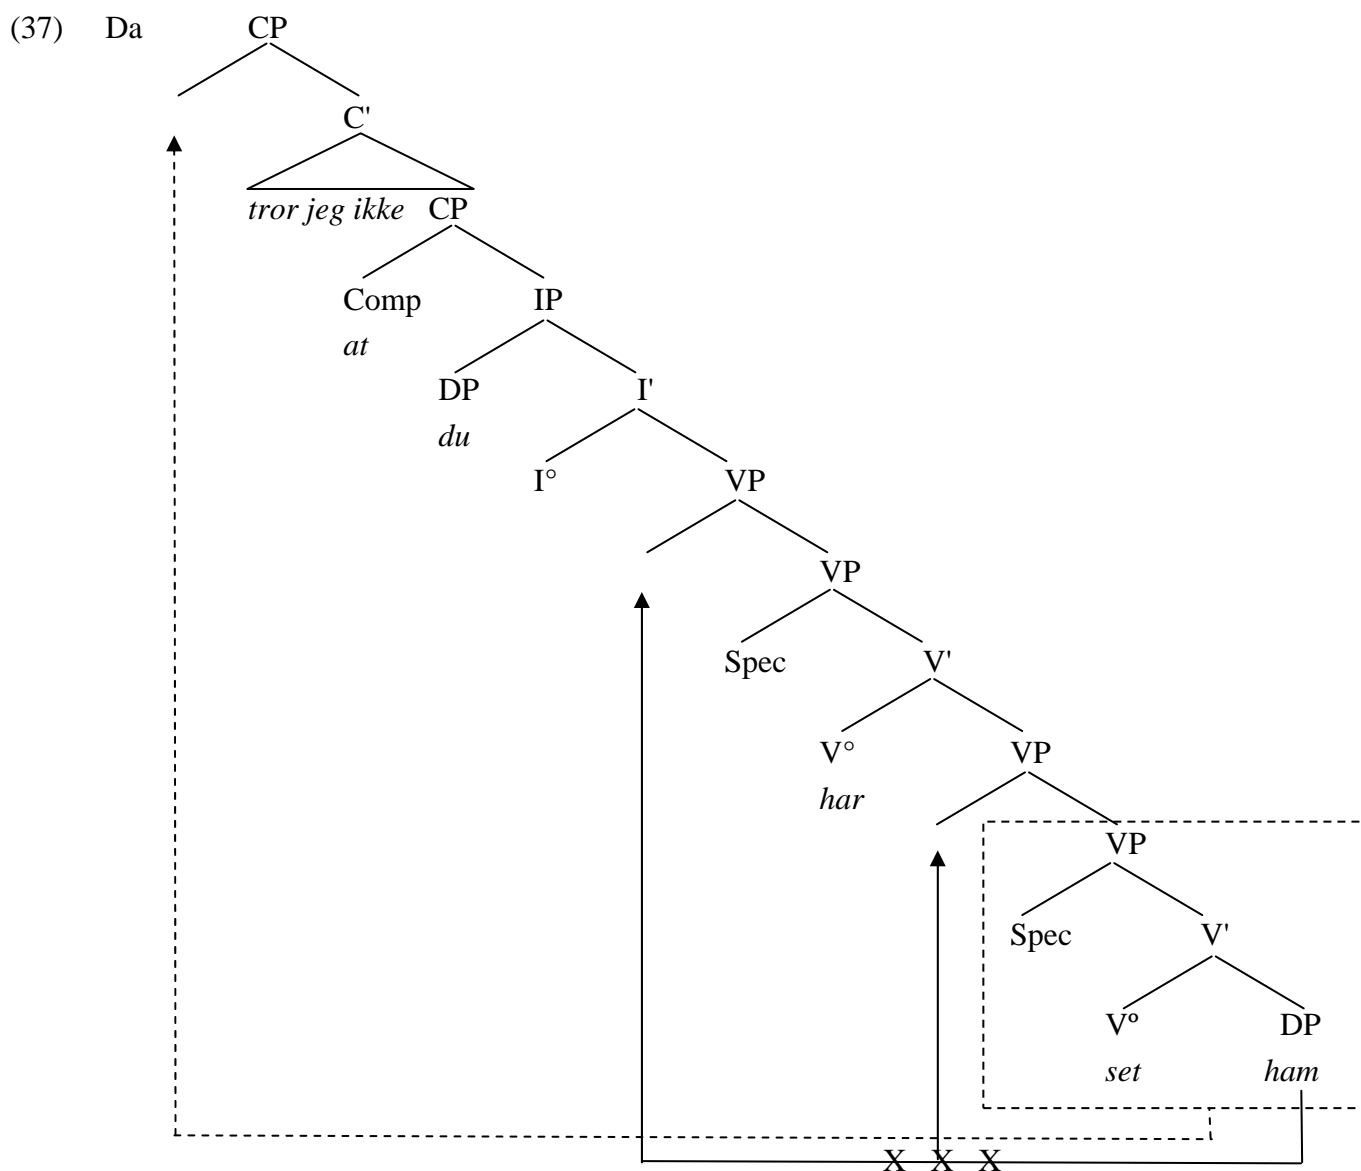 (37) Da CP
C'
tror jeg ikke CP
Comp IP
at
DP I'
du
I° VP
VP
Spec V'
V° VP
har
VP
Spec V'
Vº DP
set ham
X X X